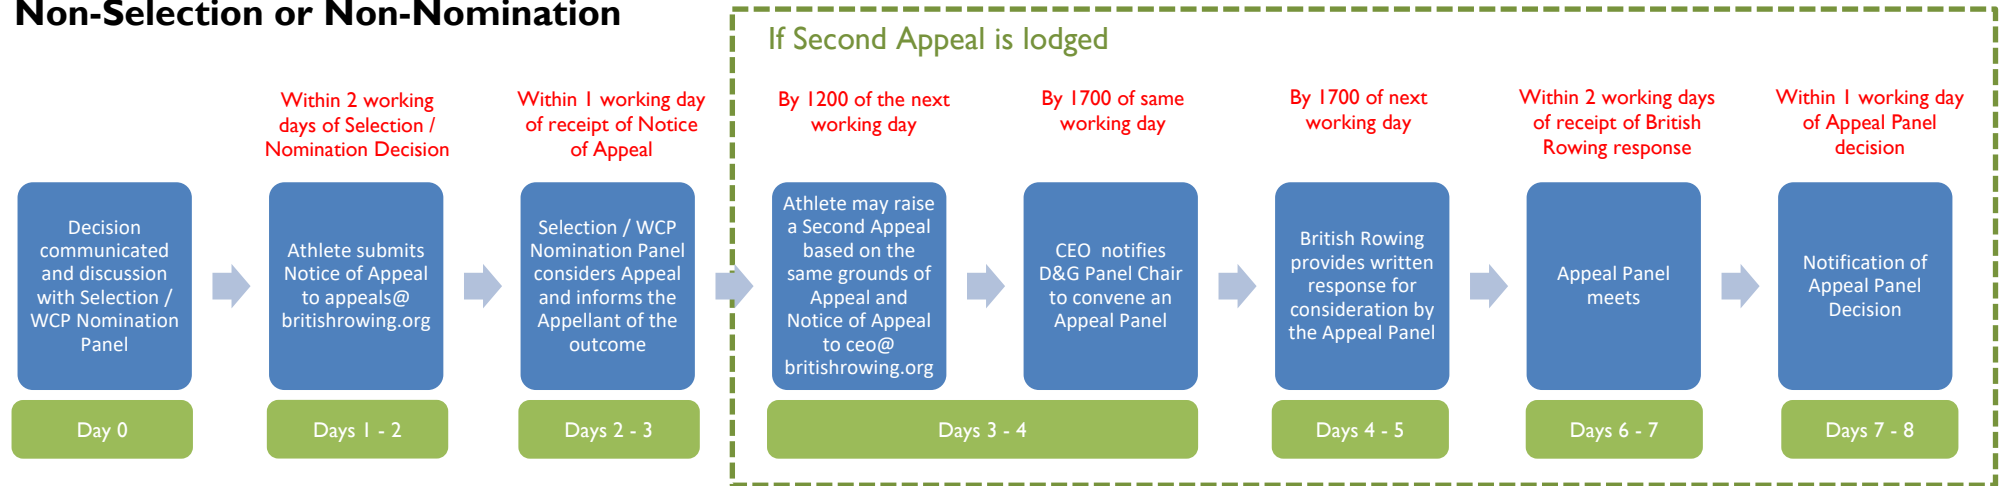 Non-Selection or Non-Nomination
If Second Appeal is lodged
Within 2 working
days of Selection /
Nomination Decision
Within 1 working day
of receipt of Notice
of Appeal
By 1200 of the next
working day
By 1700 of same
working day
By 1700 of next
working day
Within 2 working days
of receipt of British
Rowing response
Within 1 working day
of Appeal Panel
decision
Decision
communicated
and discussion
with Selection /
WCP Nomination
Panel
Athlete submits
Notice of Appeal
to appeals@
britishrowing.org
Selection / WCP
Nomination Panel
considers Appeal
and informs the
Appellant of the
outcome
Athlete may raise
a Second Appeal
based on the
same grounds of
Appeal and
Notice of Appeal
to ceo@
britishrowing.org
CEO notifies
D&G Panel Chair
to convene an
Appeal Panel
British Rowing
provides written
response for
consideration by
the Appeal Panel
Appeal Panel
meets
Notification of
Appeal Panel
Decision
Day 0
Days 1 - 2
Days 2 - 3
Days 3 - 4
Days 4 - 5
Days 6 - 7
Days 7 - 8